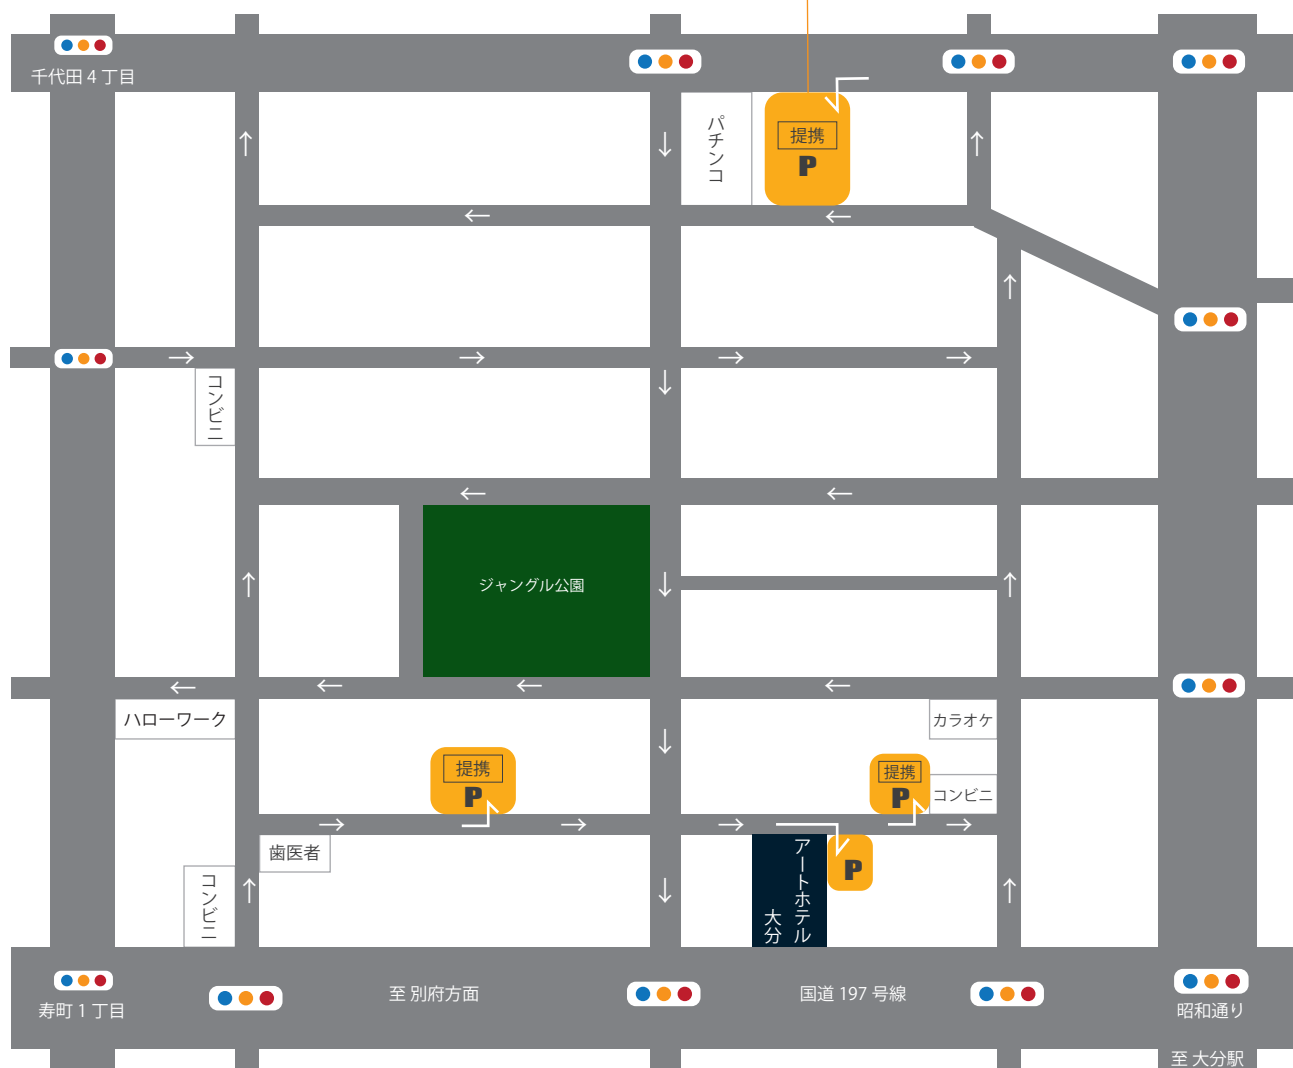 千代田 4 丁目
パチンコ
提携
P
コンビニ
ジャングル公園
ハローワーク
カラオケ
提携
P
提携
P
コンビニ
歯医者
アートホテル
大分
P
コンビニ
寿町 1 丁目
至 別府方面
国道 197 号線
昭和通り
至 大分駅